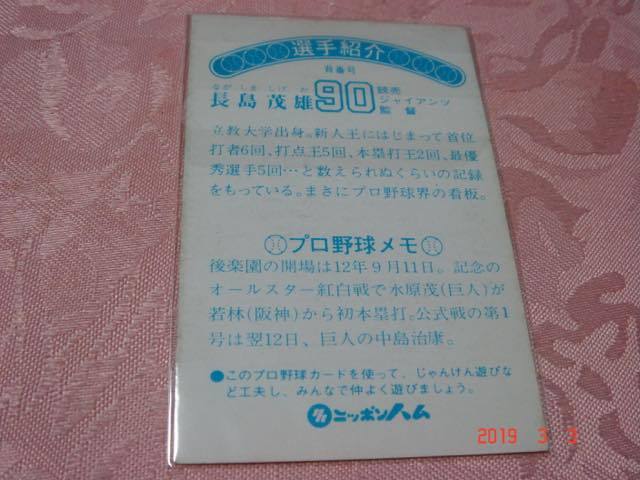 選手紹介
背番号
なが しま しげ お
長島茂雄 90 読売
ジャイアンツ
監督
立教大学出身。新人王にはじまって首位
打者6回、打点王5回、本塁打王2回、最優
秀選手5回…と数えられぬくらいの記録
をもっている。まさにプロ野球界の看板。
プロ野球メモ
後楽園の開場は12年9月11日。記念の
オールスター紅白戦で水原茂(巨人)が
若林(阪神)から初本塁打。公式戦の第1
号は翌12日、巨人の中島治康。
●このプロ野球カードを使って、じゃんけん遊びな
ど工夫し、みんなで仲よく遊びましょう。
ニッポンハム
2019 3 3